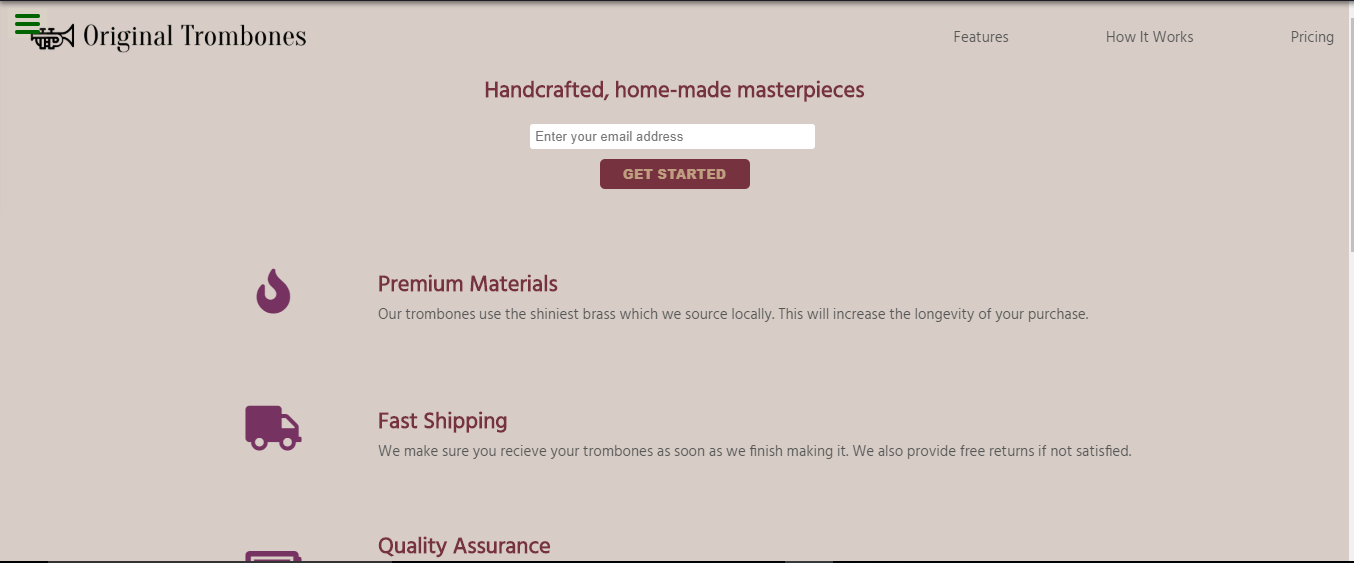 Original Trombones
Features
How It Works
Pricing
Handcrafted, home-made masterpieces
Enter your email address
GET STARTED
Premium Materials
Our trombones use the shiniest brass which we source locally. This will increase the longevity of your purchase.
Fast Shipping
We make sure you recieve your trombones as soon as we finish making it. We also provide free returns if not satisfied.
Quality Assurance